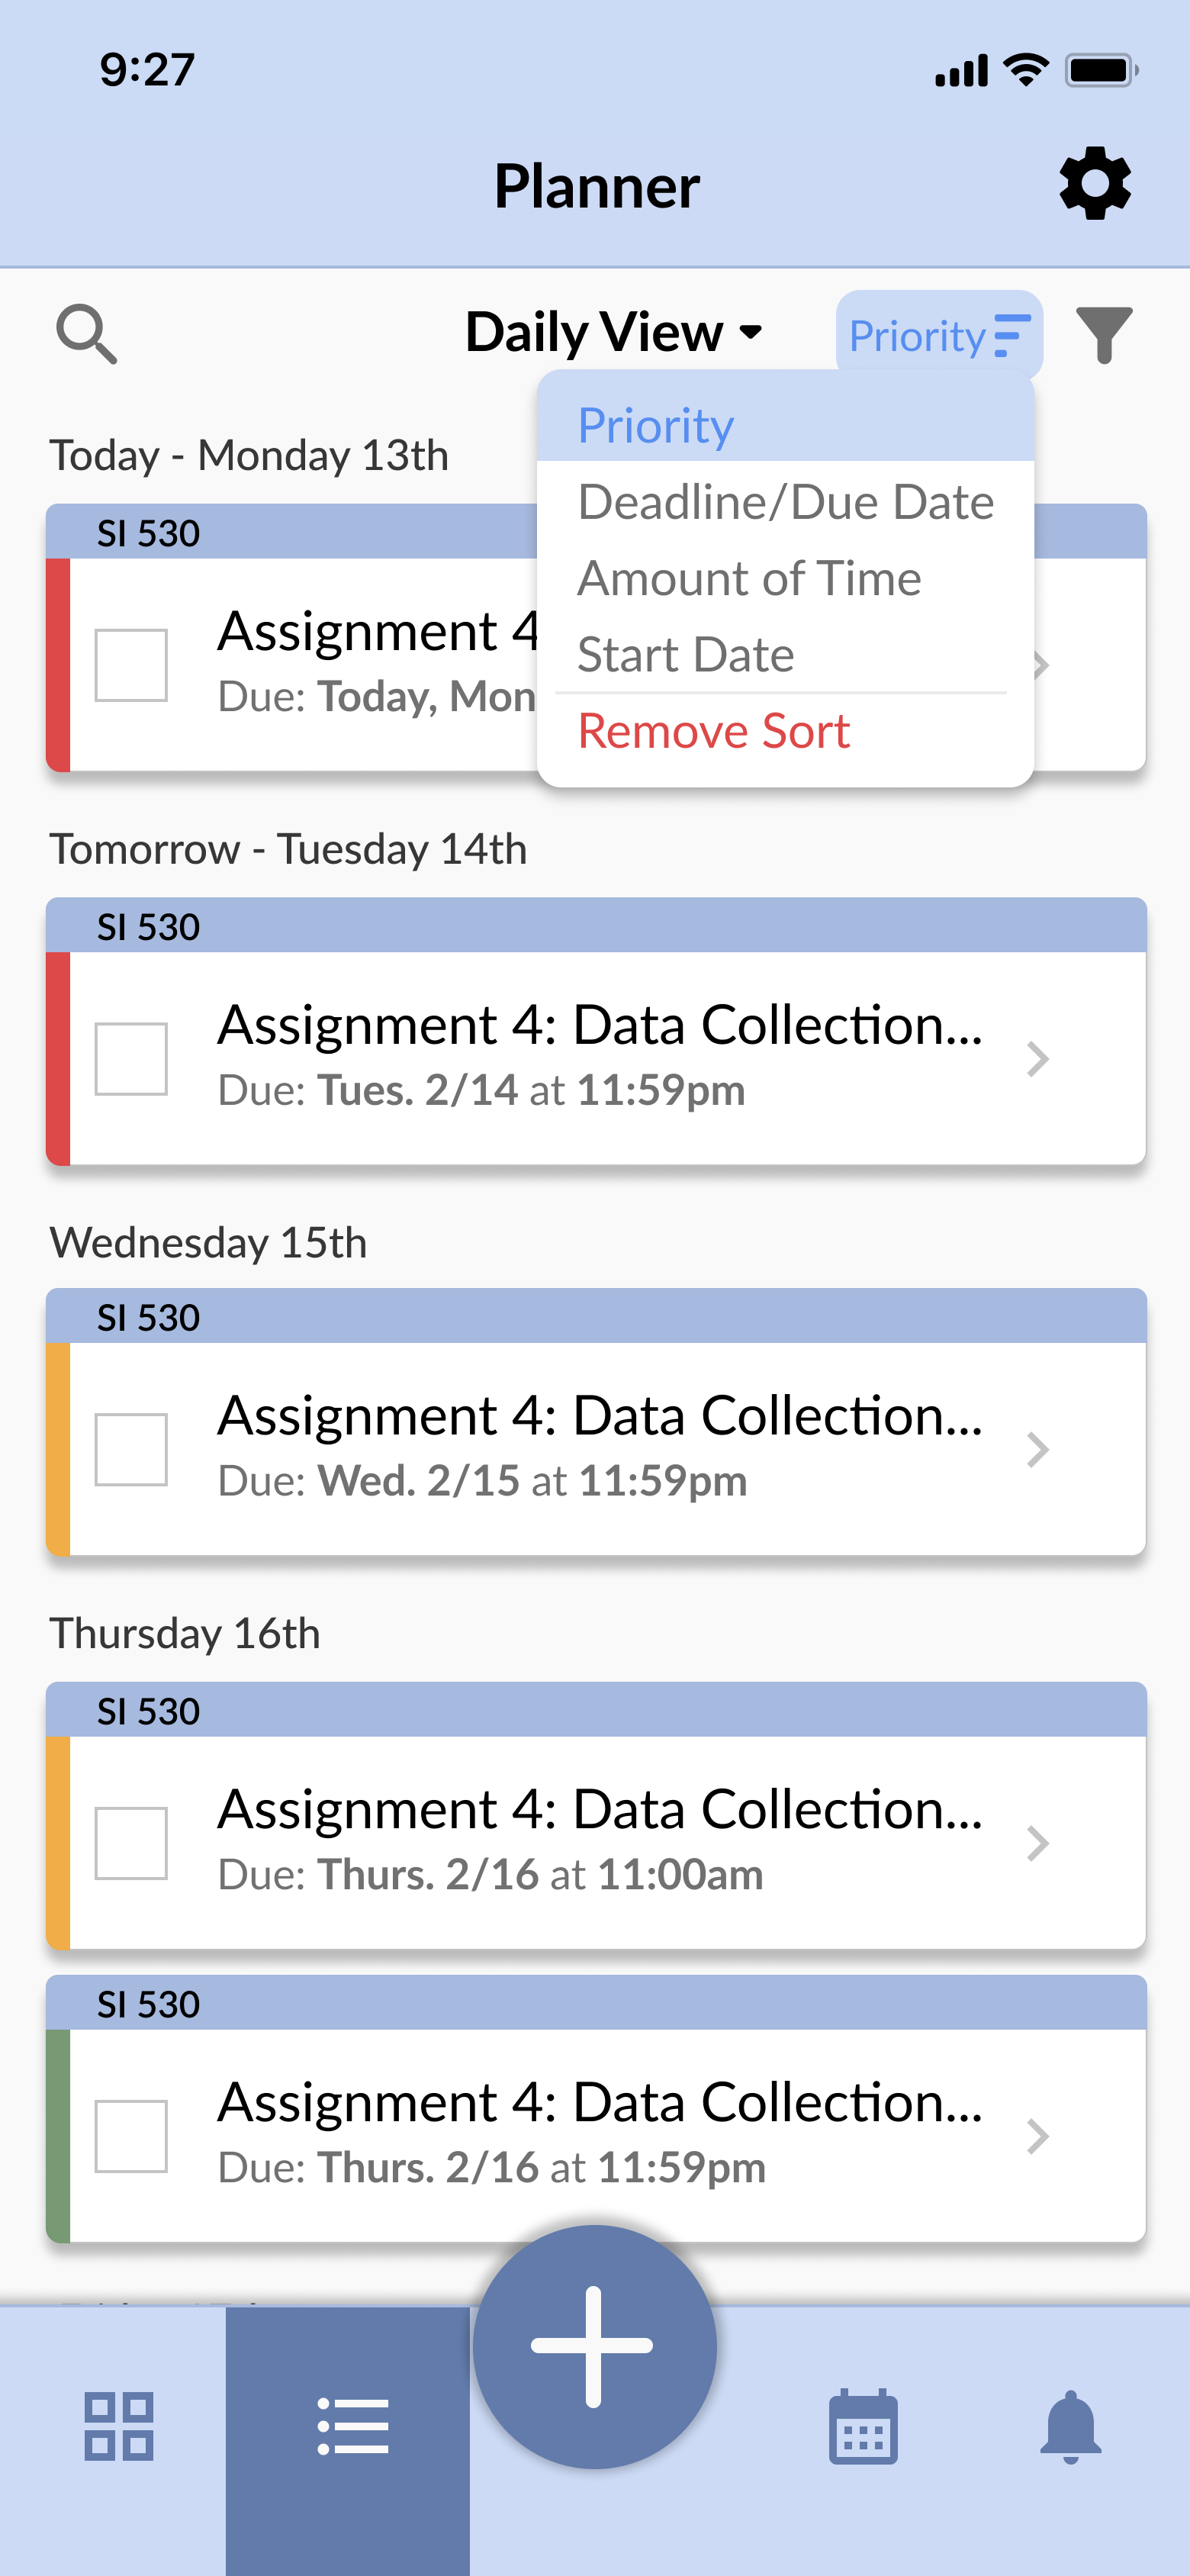 9:27
Planner
Daily View
Priority
Priority
Deadline/Due Date
Amount of Time
Start Date
Remove Sort
Today - Monday 13th
SI 530
Assignment 4
Due: Today, Mon
Tomorrow - Tuesday 14th
SI 530
Assignment 4: Data Collection...
Due: Tues. 2/14 at 11:59pm
Wednesday 15th
SI 530
Assignment 4: Data Collection...
Due: Wed. 2/15 at 11:59pm
Thursday 16th
SI 530
Assignment 4: Data Collection...
Due: Thurs. 2/16 at 11:00am
SI 530
Assignment 4: Data Collection...
Due: Thurs. 2/16 at 11:59pm